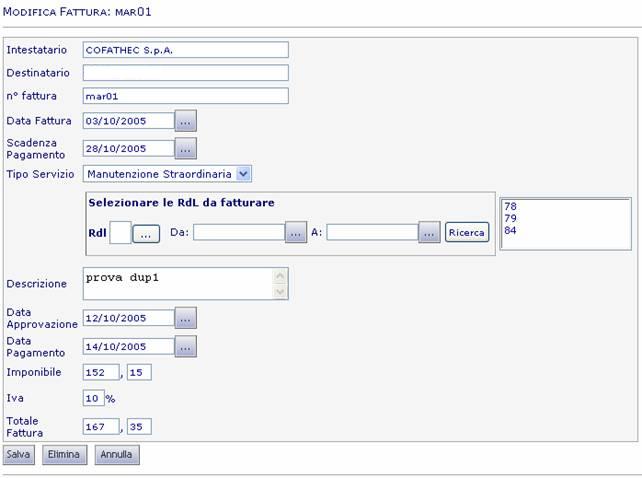 MODIFICA FATTURA: MAR01
Intestatario COFATHEC S.p.A.
Destinatario
n° fattura mar01
Data Fattura 03/10/2005 ...
Scadenza
Pagamento 28/10/2005 ...
Tipo Servizio Manutenzione Straordinaria
Selezionare le RdL da fatturare
Rdl ... Da: ... A: ... Ricerca
78
79
84
Descrizione prova dup1
Data
Approvazione 12/10/2005 ...
Data
Pagamento 14/10/2005 ...
Imponibile 152 , 15
Iva 10 %
Totale
Fattura 167 , 35
Salva Elimina Annulla